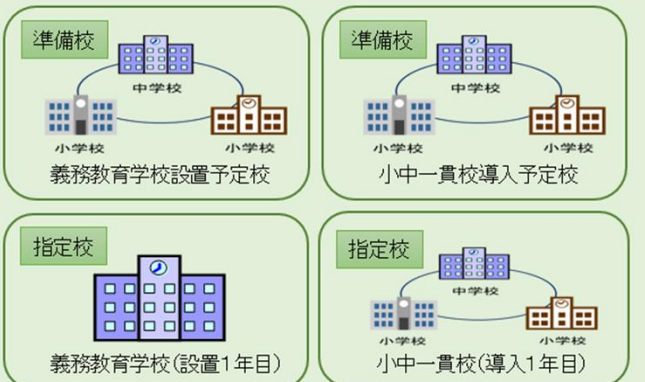 準備校
中学校
小学校
小学校
義務教育学校設置予定校
準備校
中学校
小学校
小学校
小中一貫校導入予定校
指定校
義務教育学校(設置1年目)
指定校
中学校
小学校
小学校
小中一貫校(導入1年目)